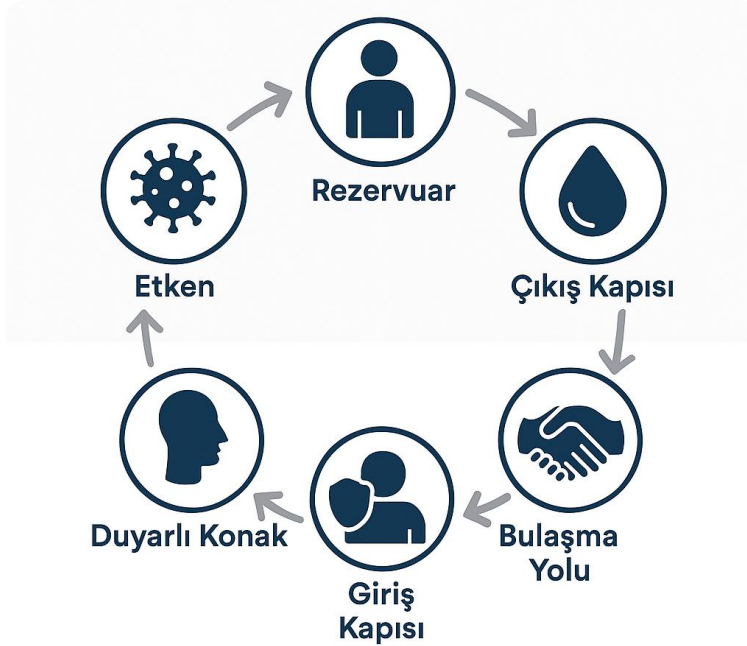 Rezervuar
Çıkış Kapısı
Bulaşma
Yolu
Giriş
Kapısı
Duyarlı Konak
Etken